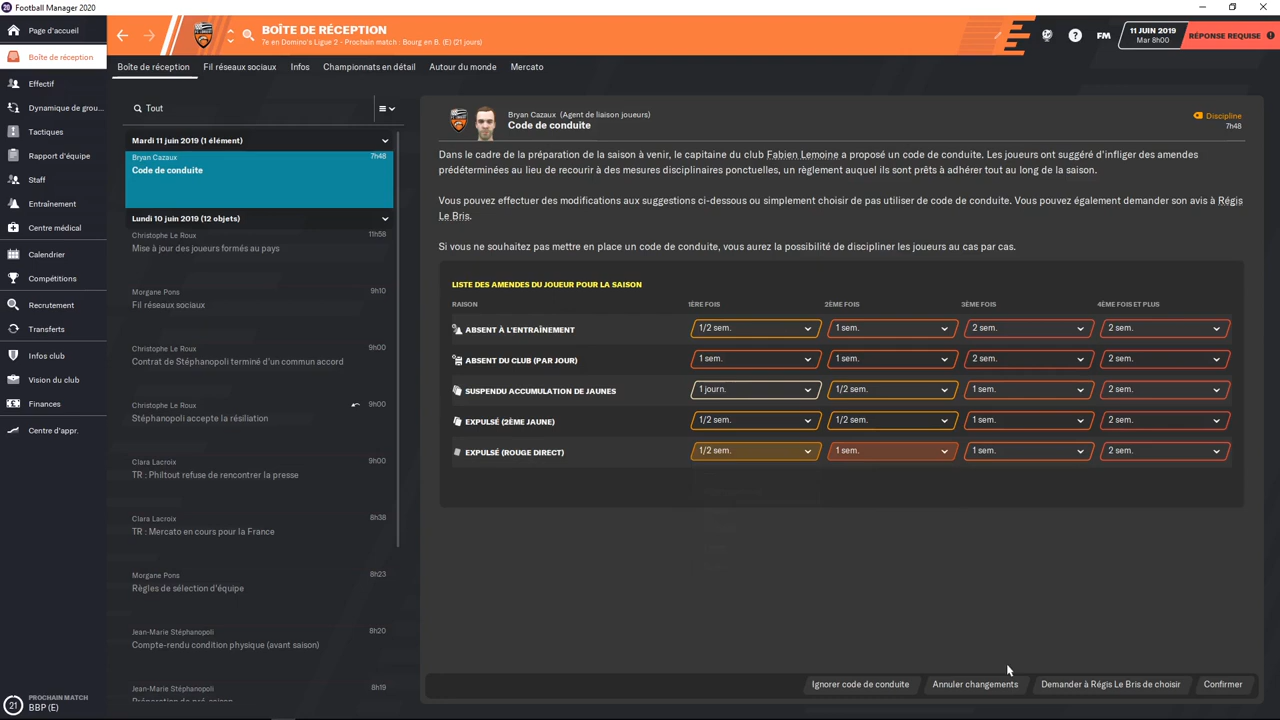 20 Football Manager 2020
Page d'accueil
Boîte de réception
Effectif
Dynamique de grou...
Tactiques
Rapport d'équipe
Staff
Entraînement
Centre médical
Calendrier
Compétitions
Recrutement
Transferts
Infos club
Vision du club
Finances
Centre d'appr.
21 PROCHAIN MATCH
BBP (E)
BOÎTE DE RÉCEPTION
7e en Domino's Ligue 2 - Prochain match : Bourg en B. (E) (21 jours)
? FM
11 JUIN 2019
Mar 8h00
RÉPONSE REQUISE
Boîte de réception Fil réseaux sociaux Infos Championnats en détail Autour du monde Mercato
Tout
Mardi 11 juin 2019 (1 élément)
Bryan Cazaux 7h48
Code de conduite
Lundi 10 juin 2019 (12 objets)
Christophe Le Roux 11h58
Mise à jour des joueurs formés au pays
Morgane Pons 9h10
Fil réseaux sociaux
Christophe Le Roux 9h00
Contrat de Stéphanopoli terminé d'un commun accord
Christophe Le Roux 9h00
Stéphanopoli accepte la résiliation
Clara Lacroix 9h00
TR : Philtout refuse de rencontrer la presse
Clara Lacroix 8h38
TR : Mercato en cours pour la France
Morgane Pons 8h23
Règles de sélection d'équipe
Jean-Marie Stéphanopoli 8h20
Compte-rendu condition physique (avant saison)
Jean-Marie Stéphanopoli 8h19
Préparation de pré-saison
Bryan Cazaux (Agent de liaison joueurs)
Code de conduite
Discipline
7h48
Dans le cadre de la préparation de la saison à venir, le capitaine du club Fabien Lemoine a proposé un code de conduite. Les joueurs ont suggéré d'infliger des amendes
prédéterminées au lieu de recourir à des mesures disciplinaires ponctuelles, un règlement auquel ils sont prêts à adhérer tout au long de la saison.
Vous pouvez effectuer des modifications aux suggestions ci-dessous ou simplement choisir de pas utiliser de code de conduite. Vous pouvez également demander son avis à Régis
Le Bris.
Si vous ne souhaitez pas mettre en place un code de conduite, vous aurez la possibilité de discipliner les joueurs au cas par cas.
LISTE DES AMENDES DU JOUEUR POUR LA SAISON
RAISON 1ÈRE FOIS 2ÈME FOIS 3ÈME FOIS 4ÈME FOIS ET PLUS
ABSENT À L'ENTRAÎNEMENT 1/2 sem. 1 sem. 2 sem. 2 sem.
ABSENT DU CLUB (PAR JOUR) 1 sem. 1 sem. 2 sem. 2 sem.
SUSPENDU ACCUMULATION DE JAUNES 1 journ. 1/2 sem. 1 sem. 2 sem.
EXPULSÉ (2ÈME JAUNE) 1/2 sem. 1/2 sem. 1 sem. 2 sem.
EXPULSÉ (ROUGE DIRECT) 1/2 sem. 1 sem. 1 sem. 2 sem.
Ignorer code de conduite Annuler changements Demander à Régis Le Bris de choisir Confirmer